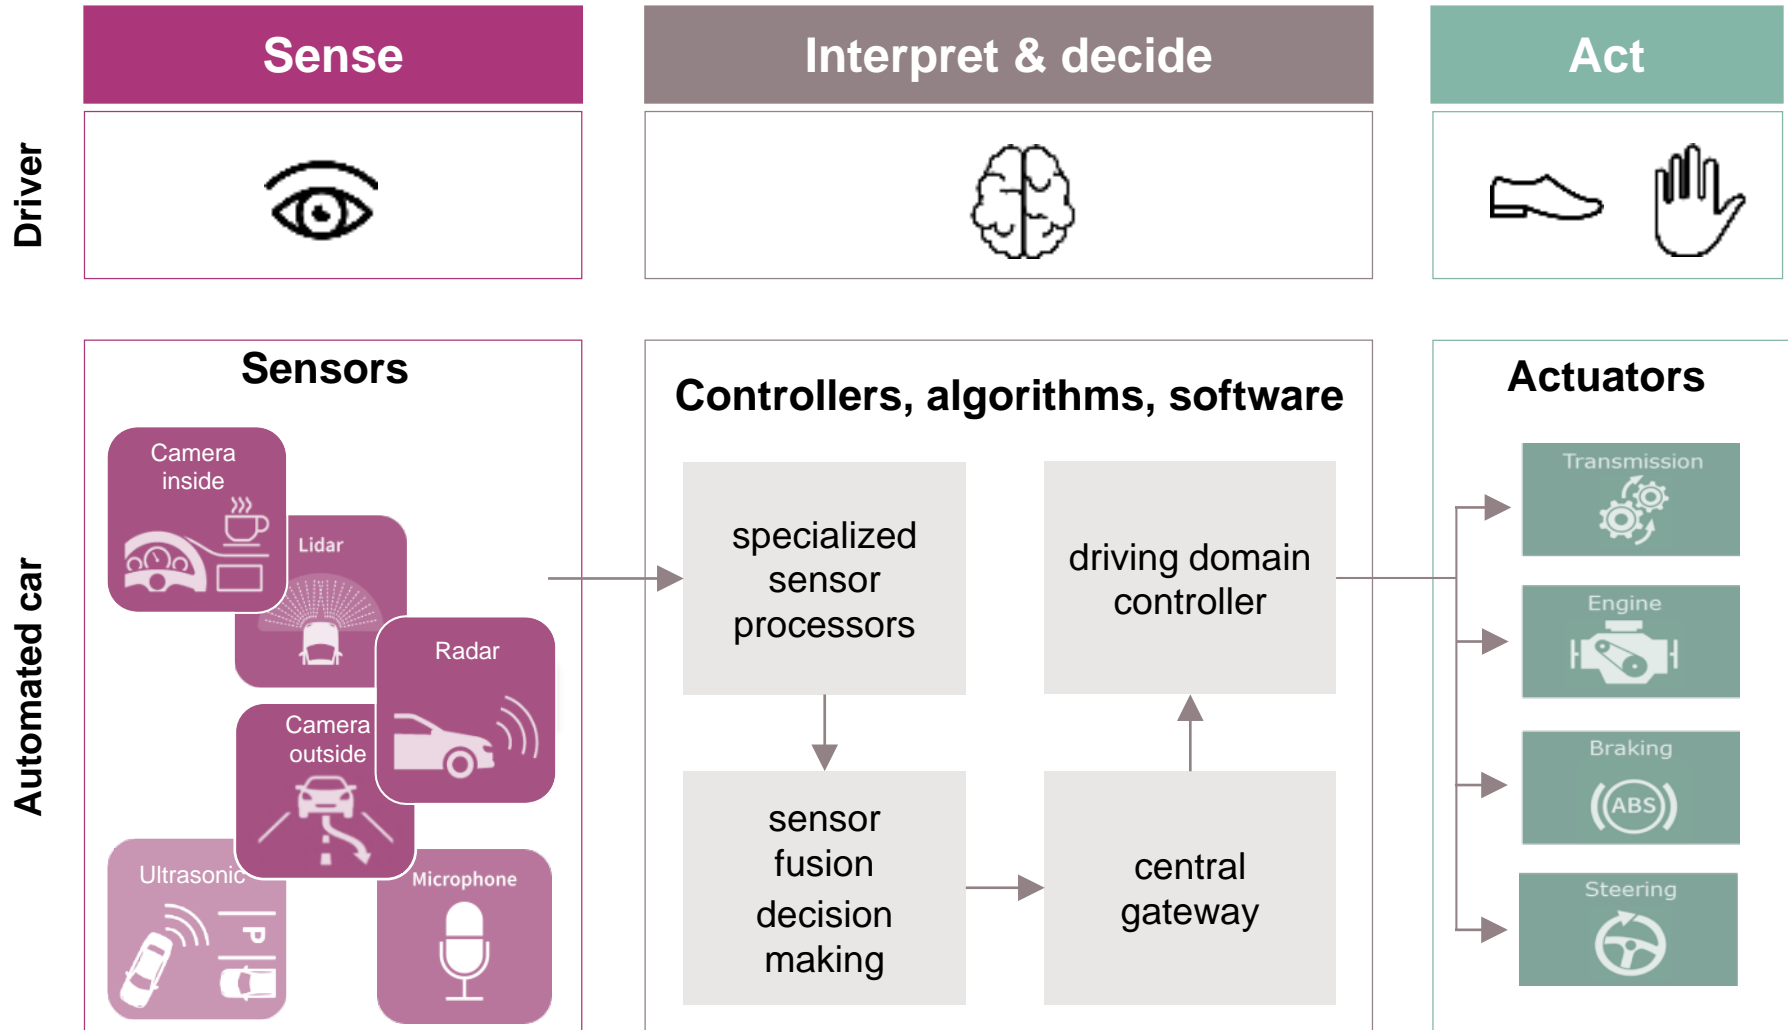 Sense
Interpret & decide
Act
Driver
Automated car
Sensors
Camera
inside
Lidar
Radar
Camera
outside
Ultrasonic
P
Microphone
Controllers, algorithms, software
specialized
sensor
processors
driving domain
controller
sensor
fusion
decision
making
central
gateway
Actuators
Transmission
Engine
Braking
ABS
Steering